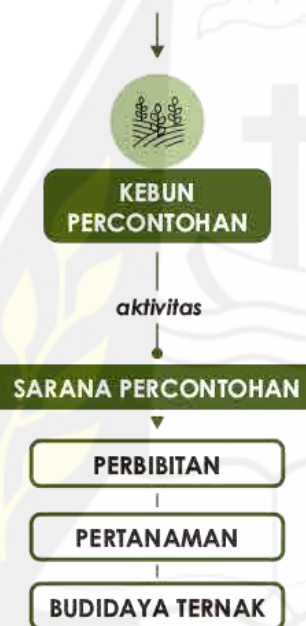 KEBUN
PERCONTOHAN
aktivitas
SARANA PERCONTOHAN
PERBIBITAN
PERTANAMAN
BUDIDAYA TERNAK